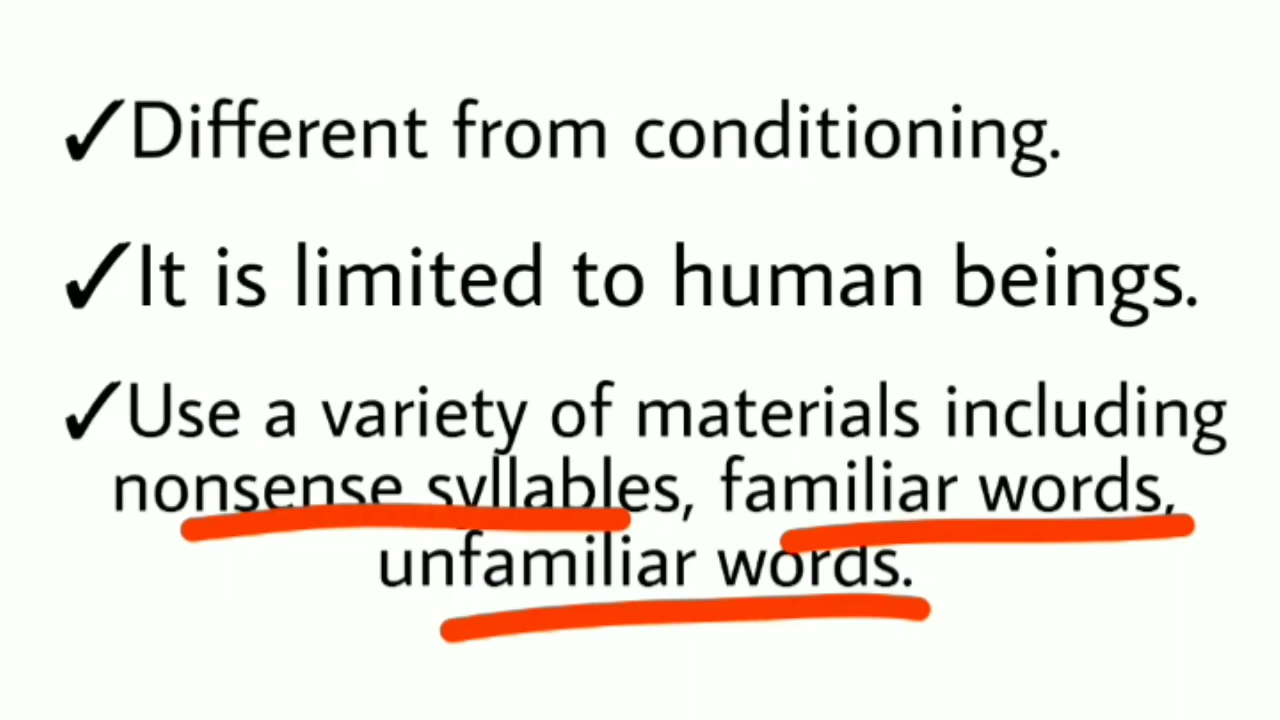 ✓Different from conditioning.
✓It is limited to human beings.
✓Use a variety of materials including
nonsense syllables, familiar words,
unfamiliar words.